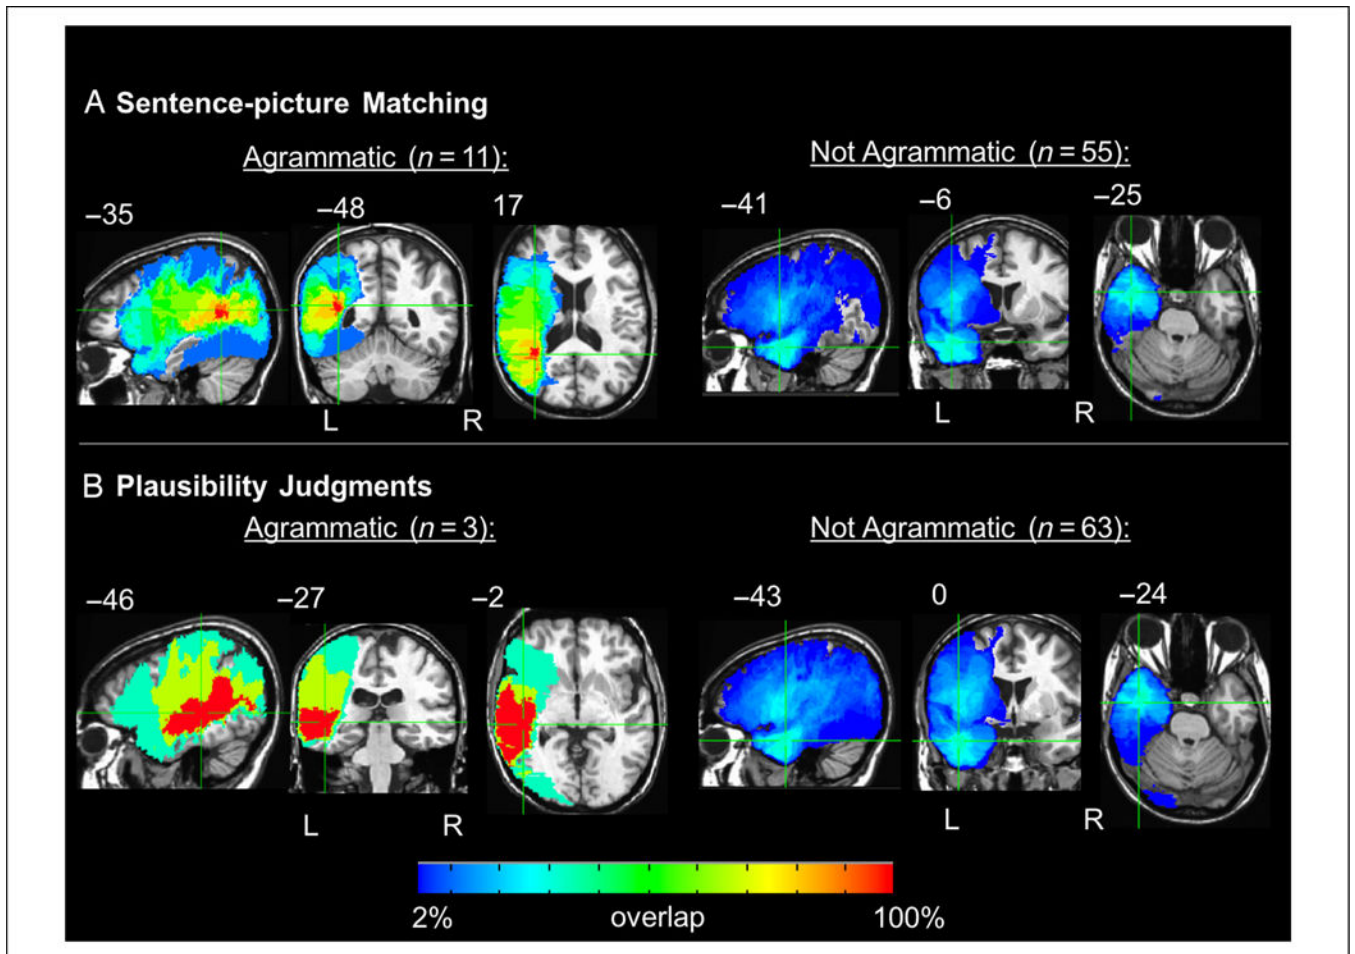 A Sentence-picture Matching
Agrammatic (n = 11):
Not Agrammatic (n = 55):
–35
–48
17
–41
–6
–25
L
R
L
R
B Plausibility Judgments
Agrammatic (n = 3):
Not Agrammatic (n = 63):
–46
–27
–2
–43
0
–24
L
R
L
R
2%
overlap
100%